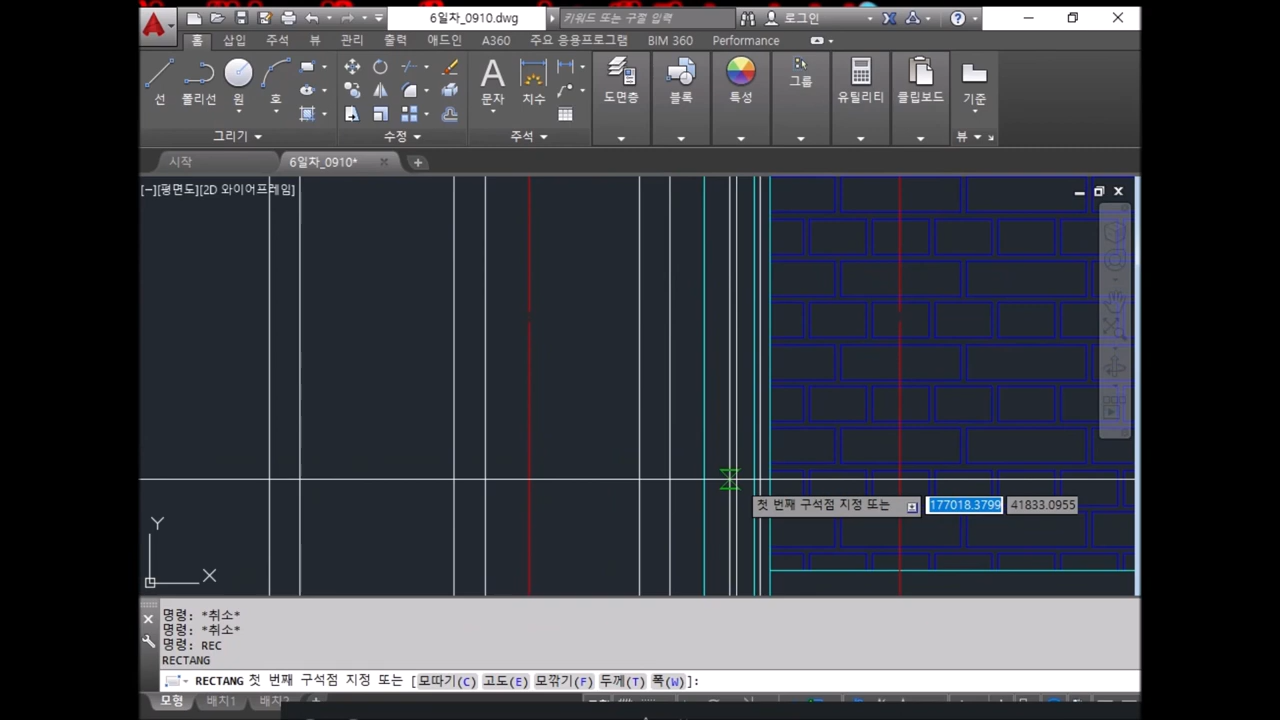 6일차_0910.dwg
키워드 또는 구절 입력
로그인
홈 삽입 주석 뷰 관리 출력 애드인 A360 주요 응용프로그램 BIM 360 Performance
선 폴리선 원 호 문자 치수 도면층 블록 특성 그룹 유틸리티 클립보드 기준
그리기 수정 주석 뷰
시작 6일차_0910*
[−][평면도][2D 와이어프레임]
첫 번째 구석점 지정 또는 177018.3799 41833.0955
Y
X
명령: *취소*
명령: *취소*
명령: REC
RECTANG
RECTANG 첫 번째 구석점 지정 또는 [모따기(C) 고도(E) 모깎기(F) 두께(T) 폭(W)]:
모형 배치1 배치2